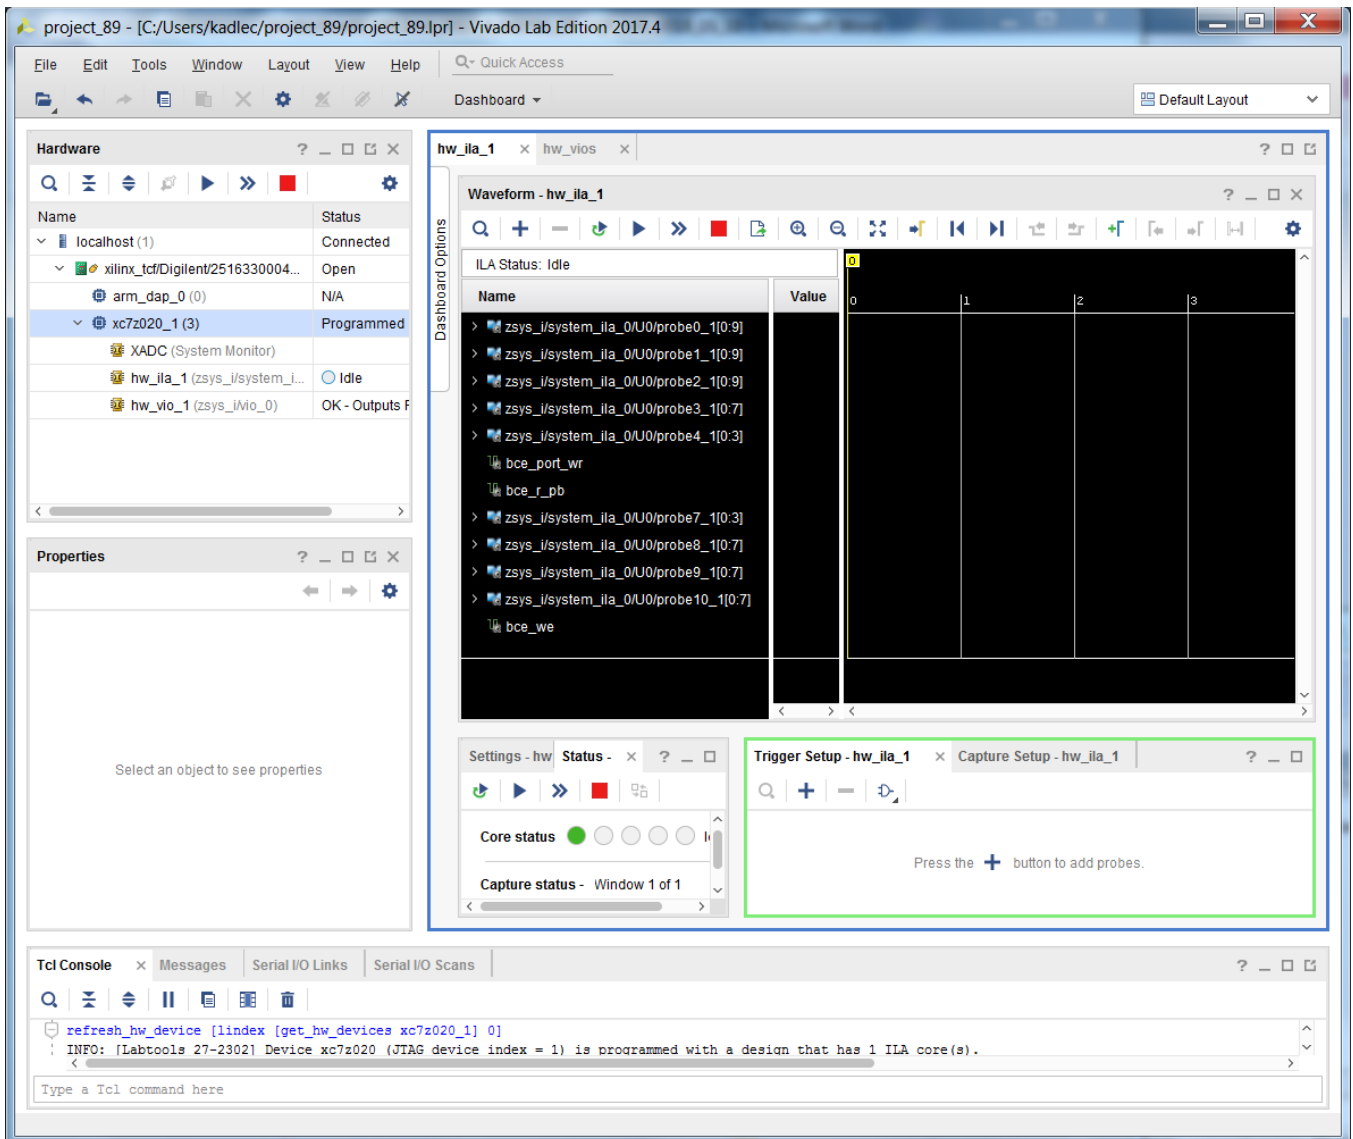 project_89 - [C:/Users/kadlec/project_89/project_89.lpr] - Vivado Lab Edition 2017.4
File Edit Tools Window Layout View Help Quick Access
Dashboard Default Layout
Hardware
Name Status
localhost (1) Connected
xilinx_tcf/Digilent/2516330004... Open
arm_dap_0 (0) N/A
xc7z020_1 (3) Programmed
XADC (System Monitor)
hw_ila_1 (zsys_i/system_i... Idle
hw_vio_1 (zsys_i/vio_0) OK - Outputs
Properties
Select an object to see properties
hw_ila_1 hw_vios
Dashboard Options
Waveform - hw_ila_1
ILA Status: Idle
Name Value
0
0 1 2 3
zsys_i/system_ila_0/U0/probe0_1[0:9]
zsys_i/system_ila_0/U0/probe1_1[0:9]
zsys_i/system_ila_0/U0/probe2_1[0:9]
zsys_i/system_ila_0/U0/probe3_1[0:7]
zsys_i/system_ila_0/U0/probe4_1[0:3]
bce_port_wr
bce_r_pb
zsys_i/system_ila_0/U0/probe7_1[0:3]
zsys_i/system_ila_0/U0/probe8_1[0:7]
zsys_i/system_ila_0/U0/probe9_1[0:7]
zsys_i/system_ila_0/U0/probe10_1[0:7]
bce_we
Settings - hw Status -
Core status
Capture status - Window 1 of 1
Trigger Setup - hw_ila_1 Capture Setup - hw_ila_1
Press the + button to add probes.
Tcl Console Messages Serial I/O Links Serial I/O Scans
refresh_hw_device [lindex [get_hw_devices xc7z020_1] 0]
INFO: [Labtools 27-2302] Device xc7z020 (JTAG device index = 1) is programmed with a design that has 1 ILA core(s).
Type a Tcl command here